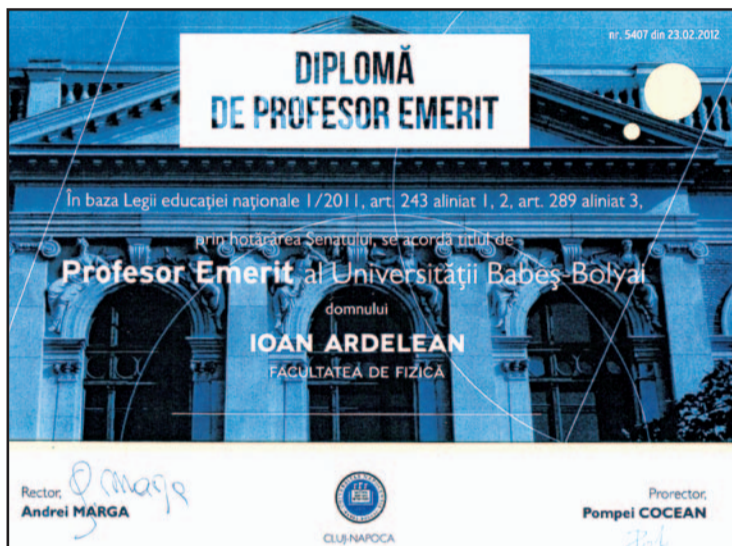 nr. 5407 din 23.02.2012
DIPLOMĂ
DE PROFESOR EMERIT
În baza Legii educației naționale 1/2011, art. 243 aliniat 1, 2, art. 289 aliniat 3,
prin hotărârea Senatului, se acordă titlul de
Profesor Emerit al Universității Babeş-Bolyai
domnului
IOAN ARDELEAN
FACULTATEA DE FIZICĂ
Rector,
Marga
Andrei MARGA
CLUJ-NAPOCA
Prorector,
Pompei COCEAN